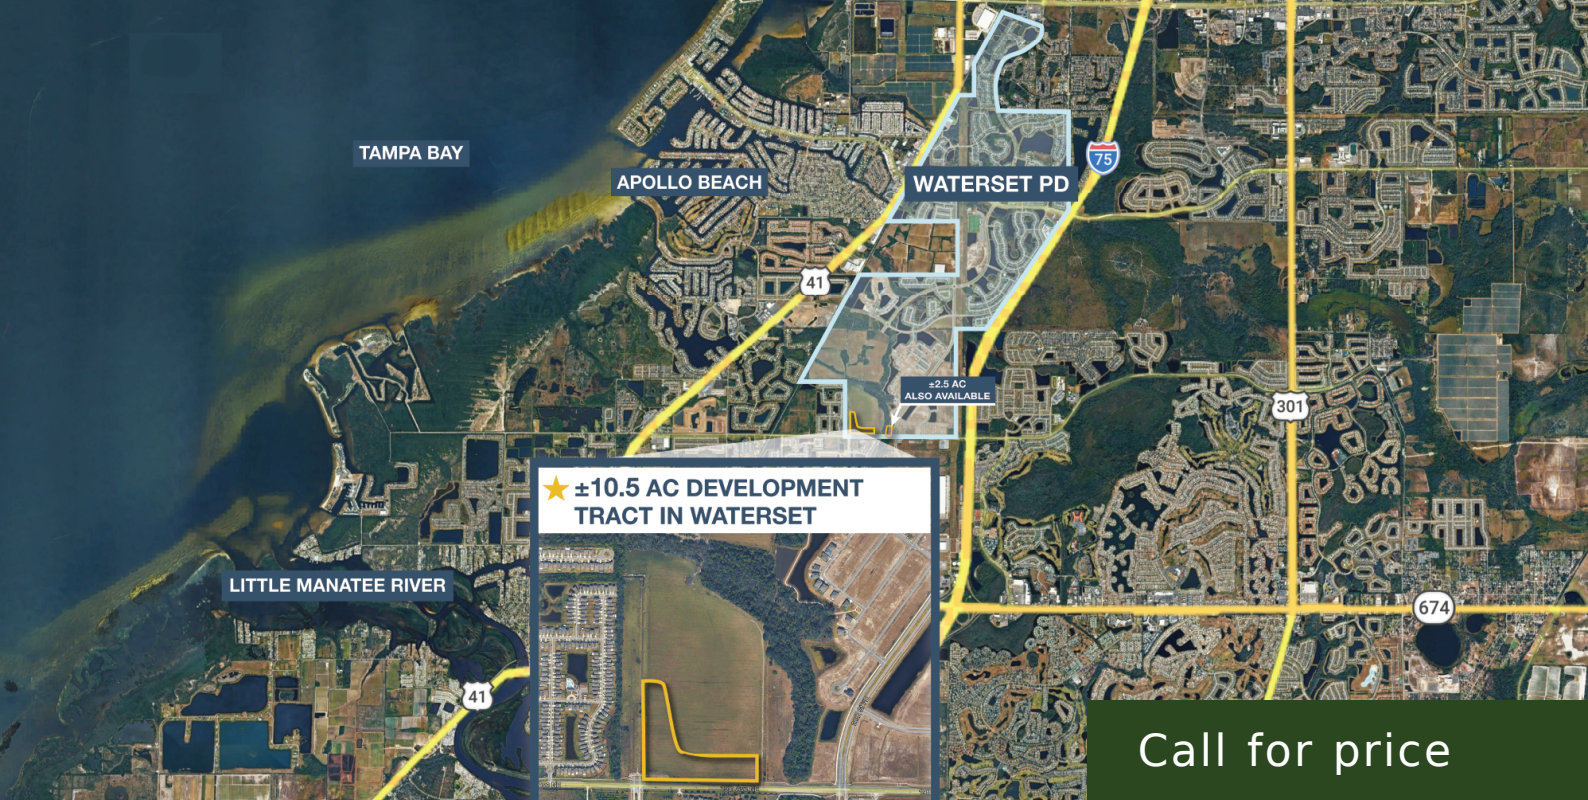 TAMPA BAY
APOLLO BEACH
WATERSET PD
75
41
±2.5 AC
ALSO AVAILABLE
301
±10.5 AC DEVELOPMENT
TRACT IN WATERSET
LITTLE MANATEE RIVER
674
41
Call for price